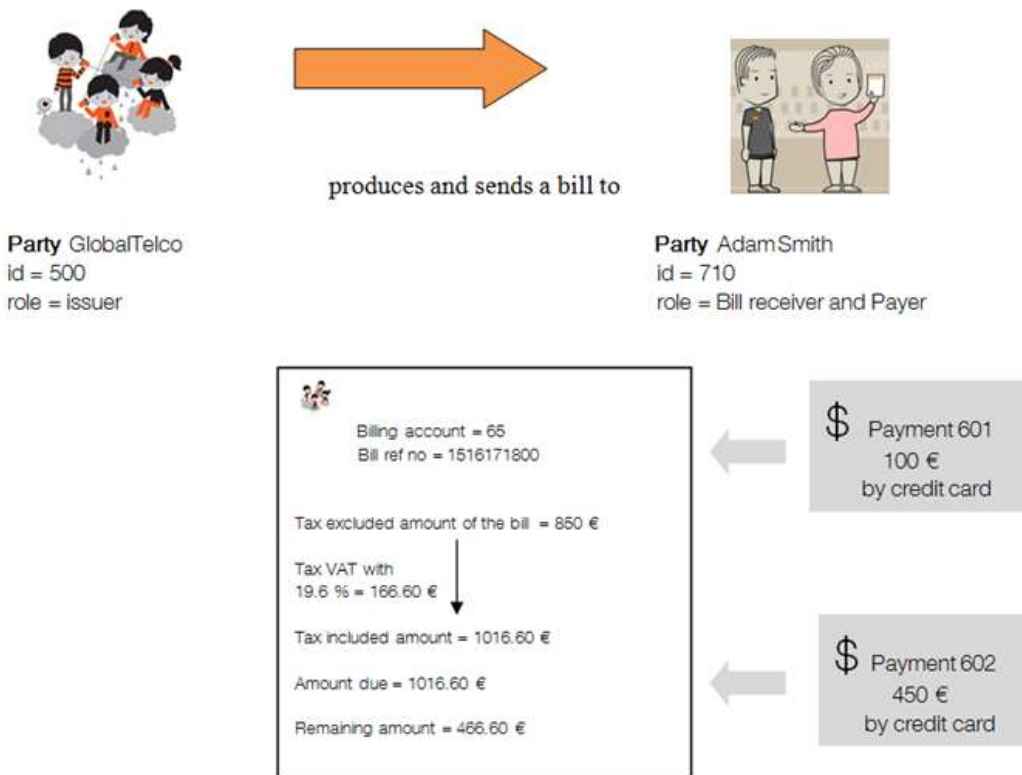 produces and sends a bill to
Party GlobalTelco
id = 500
role = issuer
Party Adam Smith
id = 710
role = Bill receiver and Payer
Billing account = 65
Bill ref no = 1516171800
Tax excluded amount of the bill = 850 €
Tax VAT with
19.6 % = 166.60 €
Tax included amount = 1016.60 €
Amount due = 1016.60 €
Remaining amount = 466.60 €
$ Payment 601
100 €
by credit card
$ Payment 602
450 €
by credit card